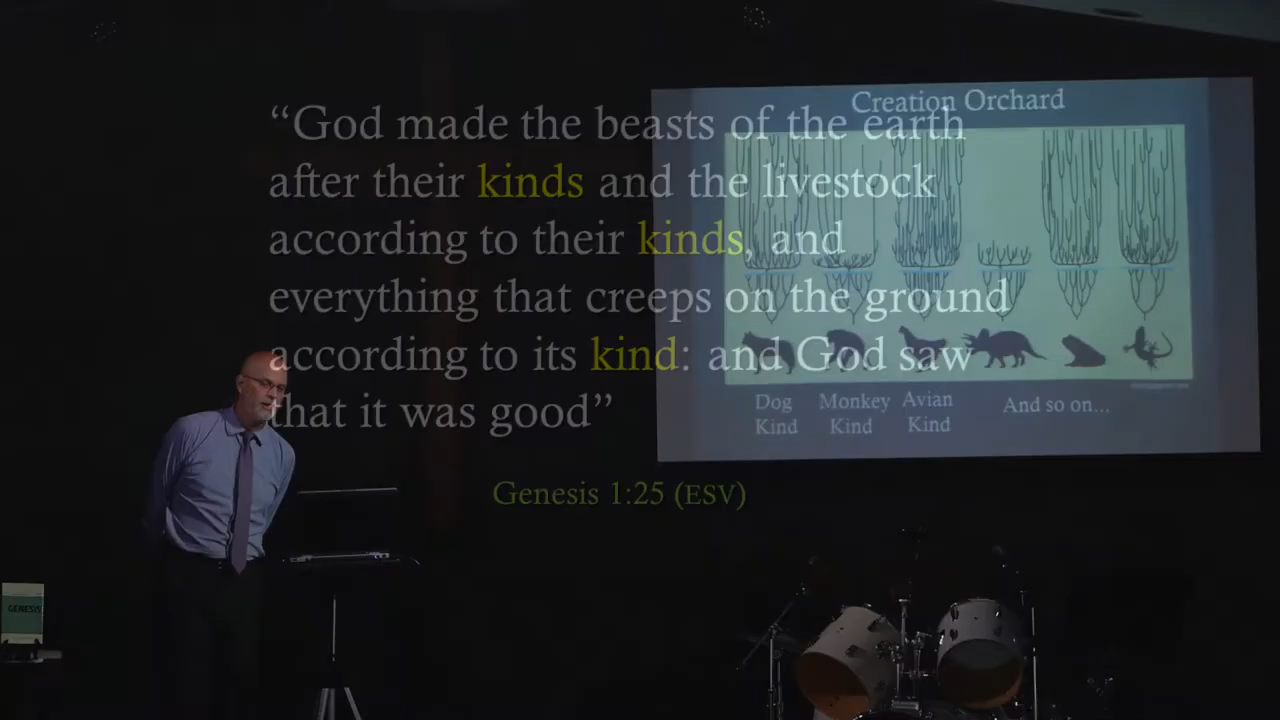 “God made the beasts of the earth
after their kinds and the livestock
according to their kinds, and
everything that creeps on the ground
according to its kind: and God saw
that it was good”
Genesis 1:25 (ESV)
Creation Orchard
Dog Kind
Monkey Kind
Avian Kind
And so on...
GENESIS